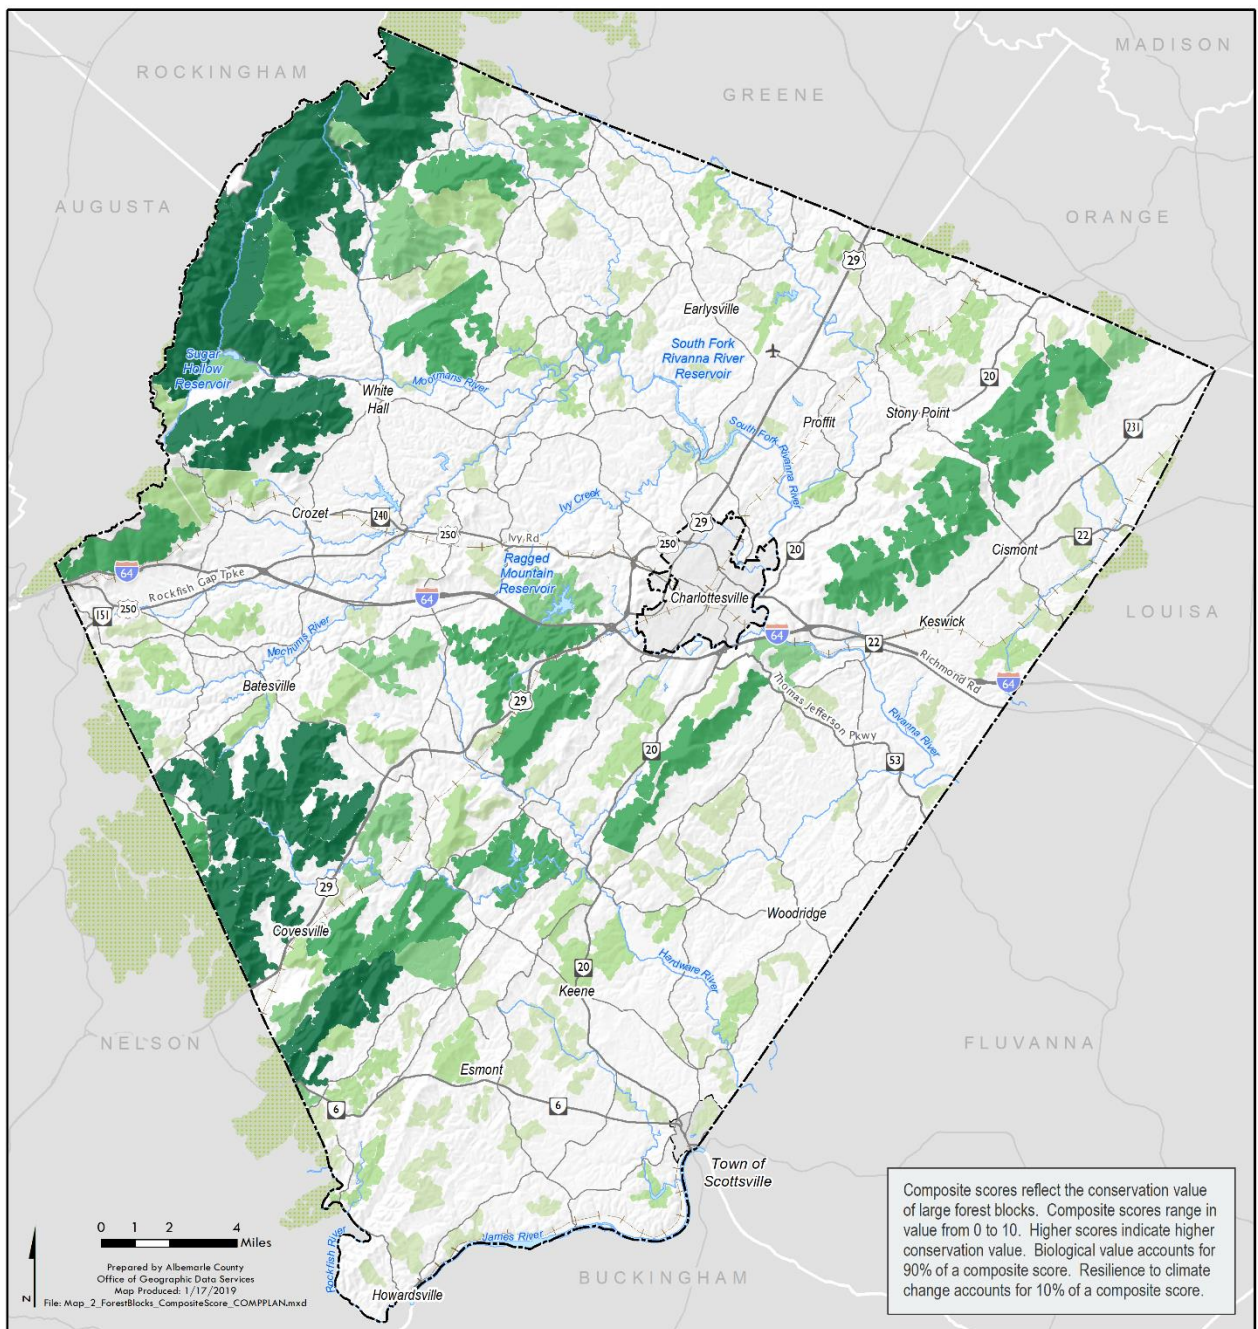 MADISON
ROCKINGHAM
GREENE
AUGUSTA
ORANGE
29
Earlysville
South Fork
Rivanna River
Reservoir
Sugar
Hollow
Reservoir
White
Hall
Moormans River
20
Stony Point
Proffit
231
South Fork Rivanna River
Crozet
240
250
Ivy Rd
Ivy Creek
29
250
20
Cismont
22
64
Rockfish Gap Tpke
Ragged
Mountain
Reservoir
64
Charlottesville
151
250
LOUISA
Keswick
64
22
Richmond Rd
64
Mechums River
Batesville
29
Thomas Jefferson Pkwy
Rivanna River
20
53
29
Covesville
Woodridge
Hardware River
20
Keene
NELSON
FLUVANNA
Esmont
6
6
Town of
Scottsville
James River
Rockfish River
BUCKINGHAM
Howardsville
0 1 2 4
Miles
N
Prepared by Albemarle County
Office of Geographic Data Services
Map Produced: 1/17/2019
File: Map_2_ForestBlocks_CompositeScore_COMPPLAN.mxd
Composite scores reflect the conservation value
of large forest blocks. Composite scores range in
value from 0 to 10. Higher scores indicate higher
conservation value. Biological value accounts for
90% of a composite score. Resilience to climate
change accounts for 10% of a composite score.